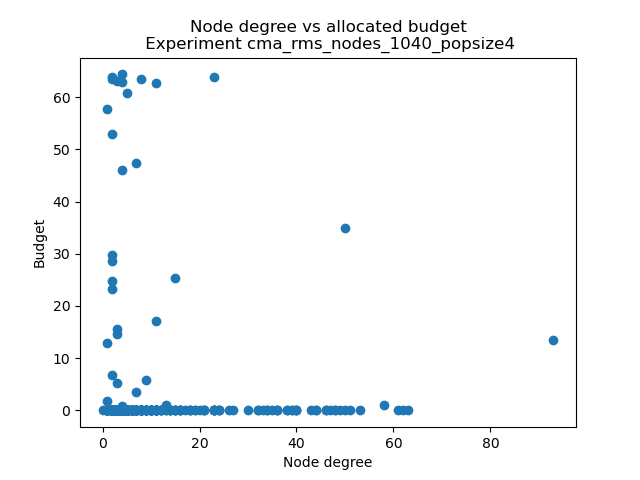 Node degree vs allocated budget
Experiment cma_rms_nodes_1040_popsize4
Budget
60
50
40
30
20
10
0
0 20 40 60 80
Node degree